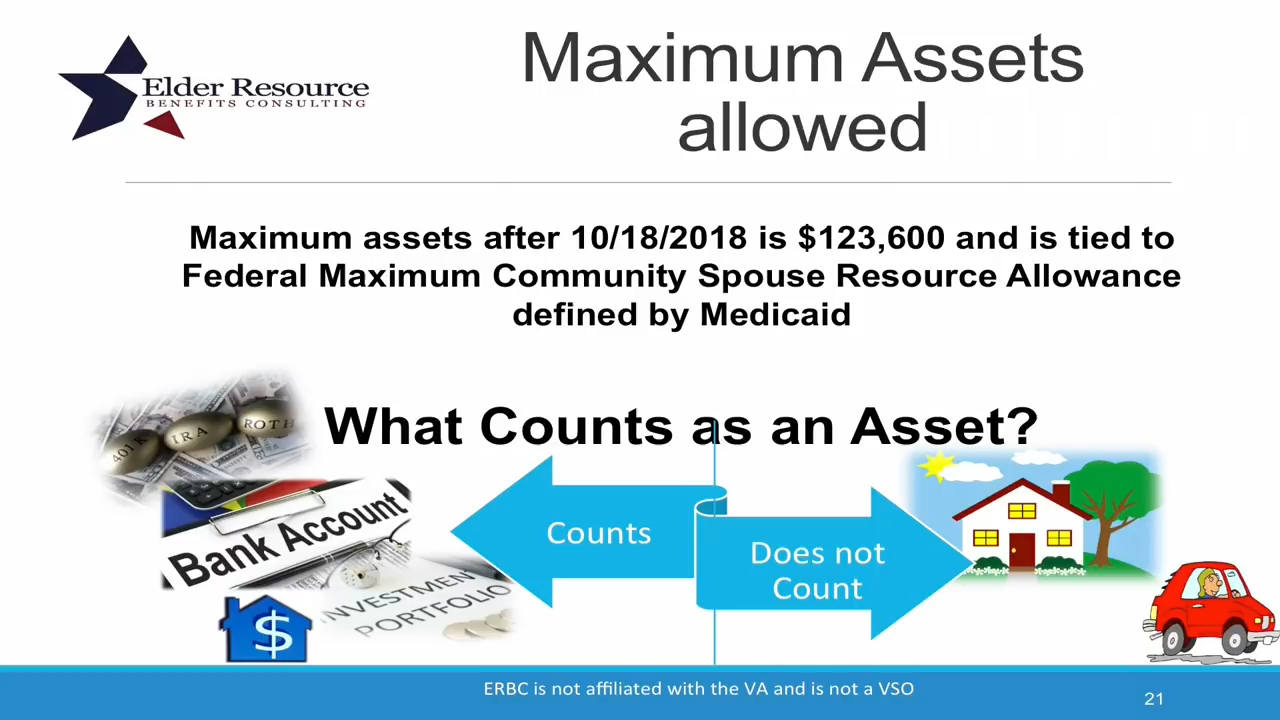 Elder Resource
BENEFITS CONSULTING
Maximum Assets
allowed
Maximum assets after 10/18/2018 is $123,600 and is tied to
Federal Maximum Community Spouse Resource Allowance
defined by Medicaid
What Counts as an Asset?
401K
IRA
ROTH
Bank Account
INVESTMENT
PORTFOLIO
$
Counts
Does not
Count
ERBC is not affiliated with the VA and is not a VSO
21